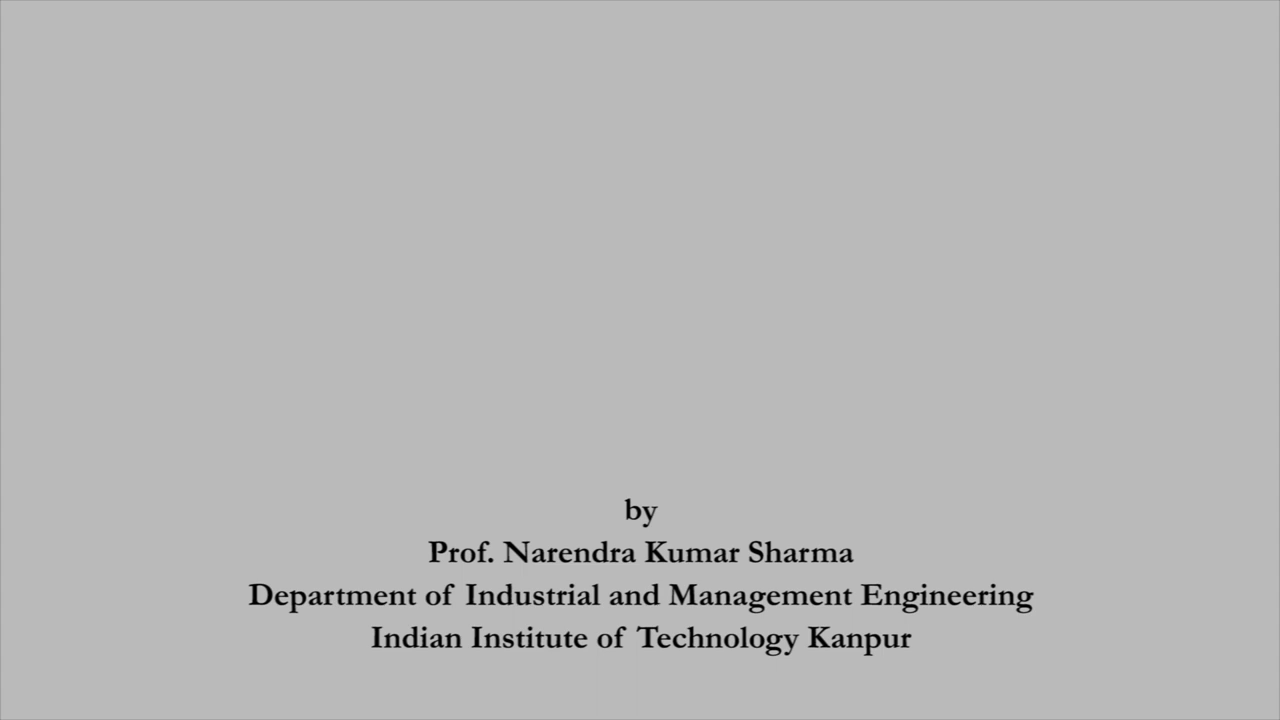 by
Prof. Narendra Kumar Sharma
Department of Industrial and Management Engineering
Indian Institute of Technology Kanpur